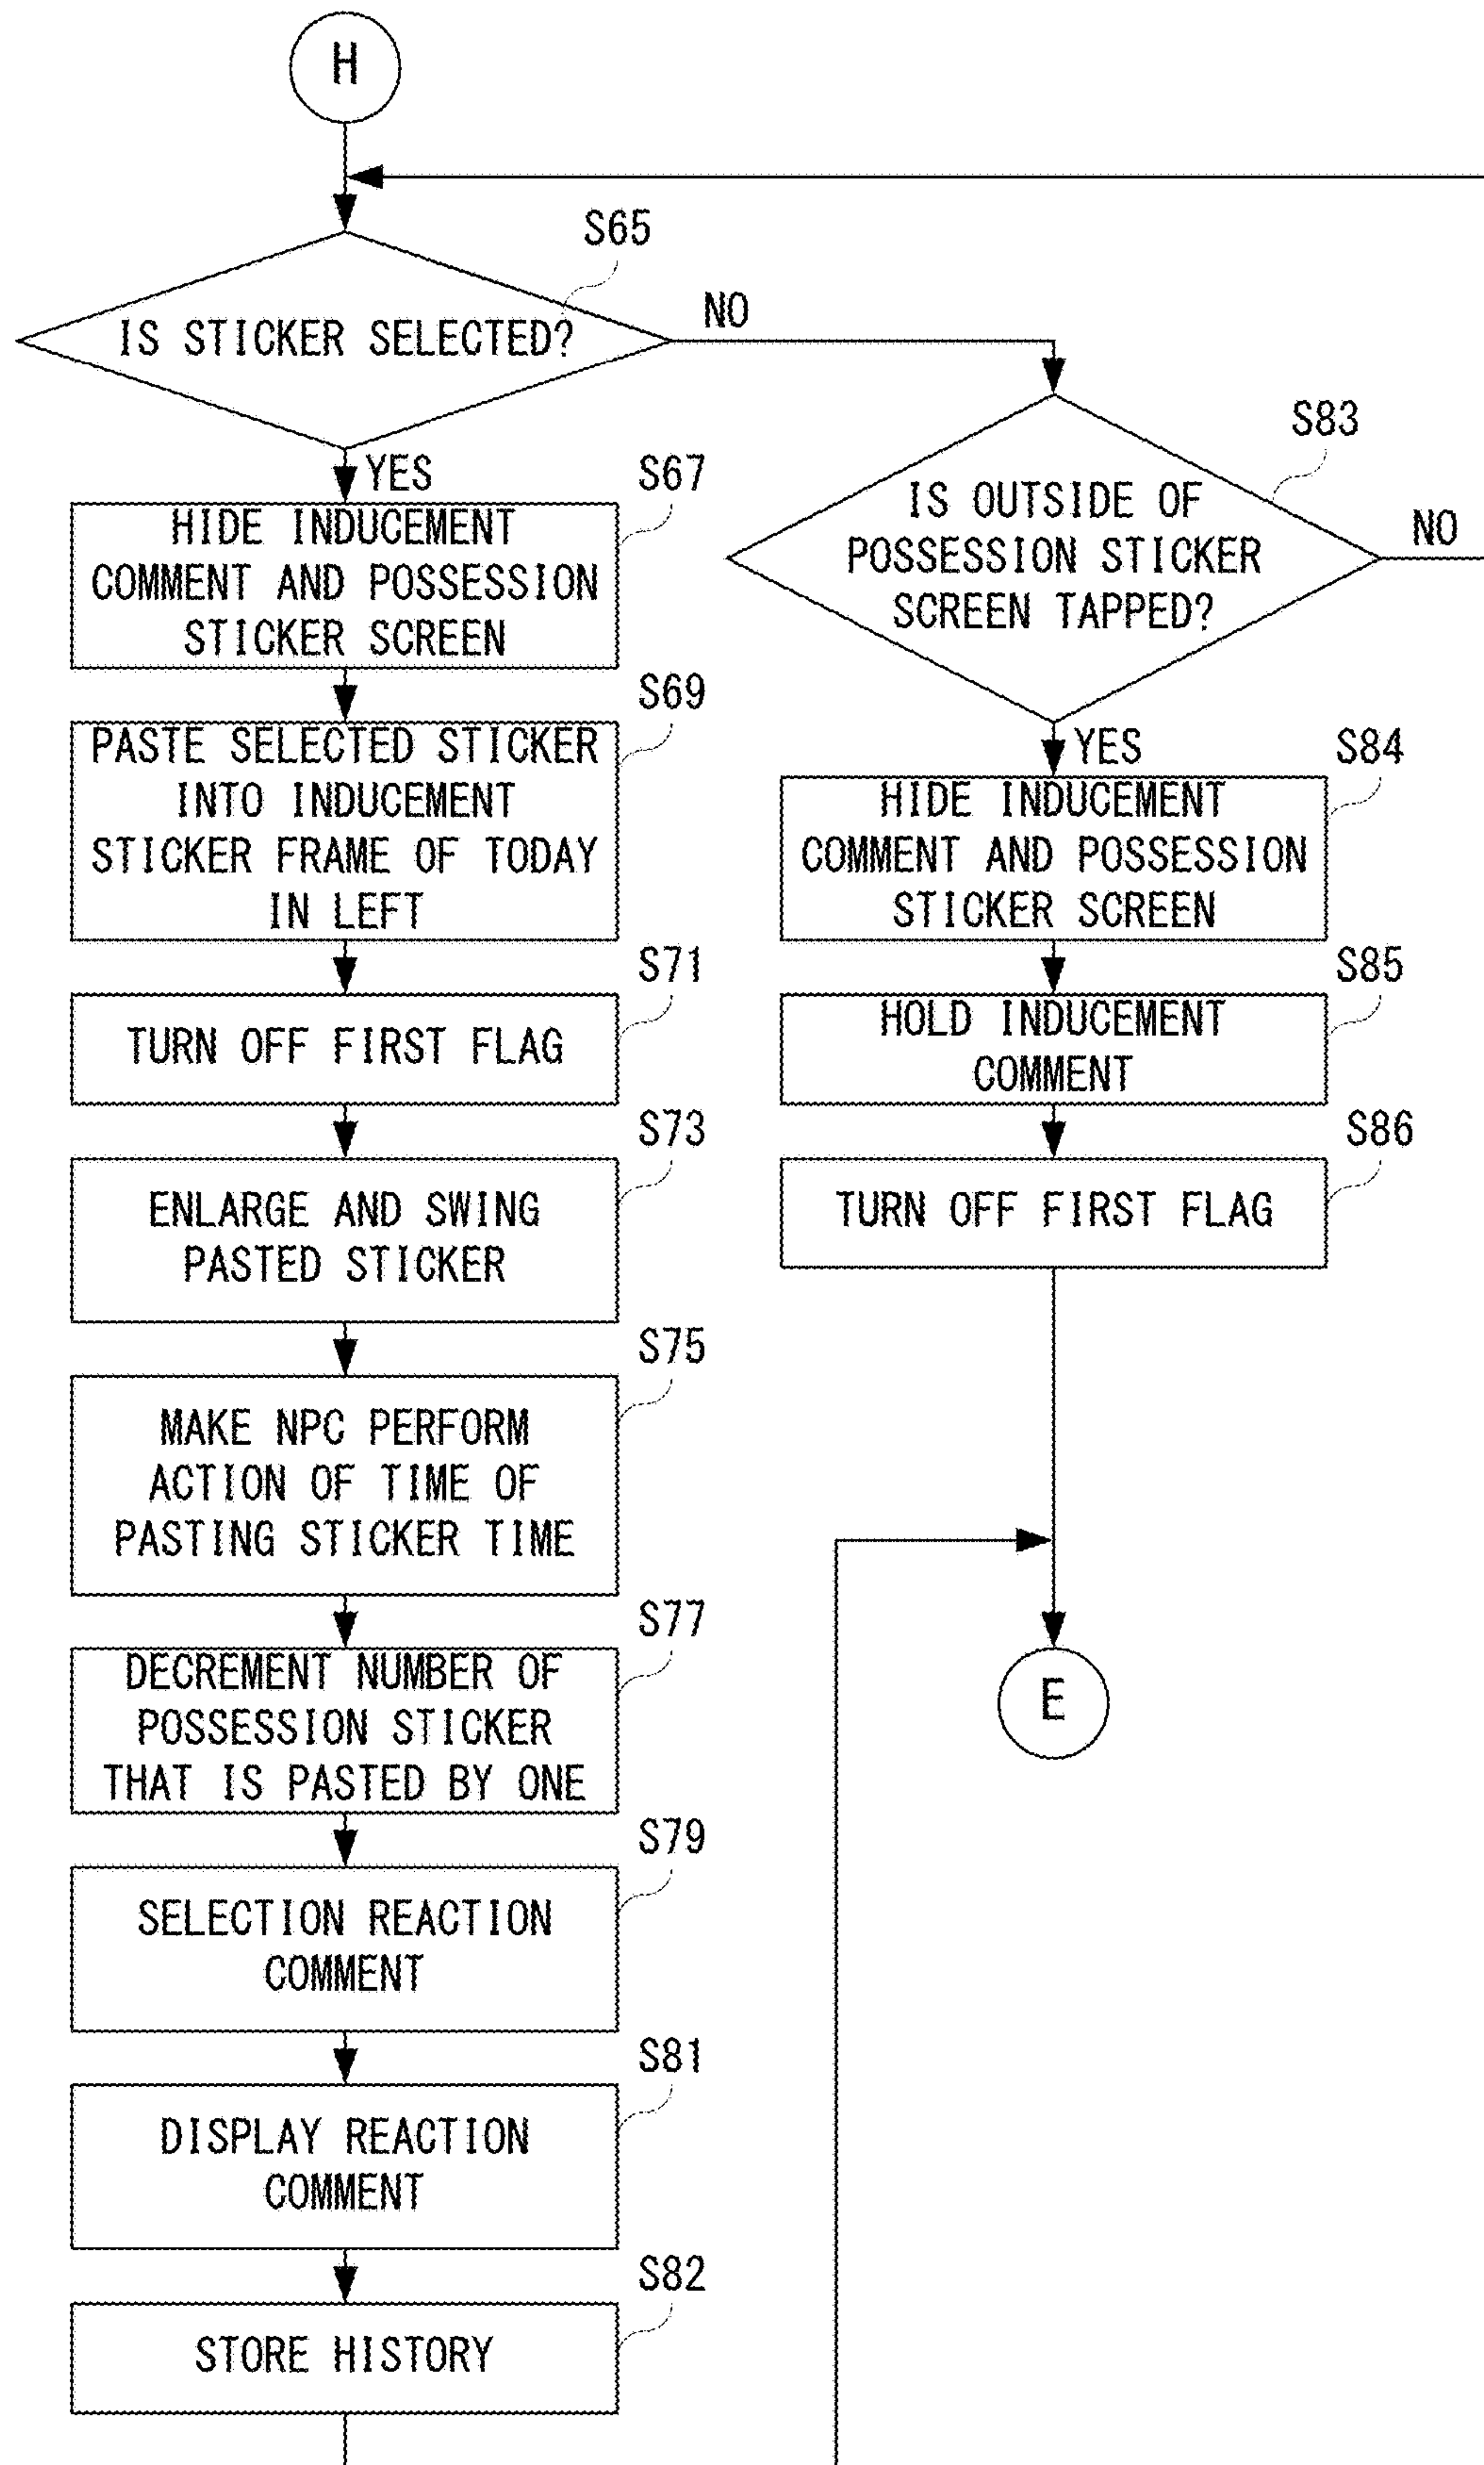 H
S65
IS STICKER SELECTED?
NO
YES
S67
HIDE INDUCEMENT
COMMENT AND POSSESSION
STICKER SCREEN
S69
PASTE SELECTED STICKER
INTO INDUCEMENT
STICKER FRAME OF TODAY
IN LEFT
S71
TURN OFF FIRST FLAG
S73
ENLARGE AND SWING
PASTED STICKER
S75
MAKE NPC PERFORM
ACTION OF TIME OF
PASTING STICKER TIME
S77
DECREMENT NUMBER OF
POSSESSION STICKER
THAT IS PASTED BY ONE
S79
SELECTION REACTION
COMMENT
S81
DISPLAY REACTION
COMMENT
S82
STORE HISTORY
S83
IS OUTSIDE OF
POSSESSION STICKER
SCREEN TAPPED?
NO
YES
S84
HIDE INDUCEMENT
COMMENT AND POSSESSION
STICKER SCREEN
S85
HOLD INDUCEMENT
COMMENT
S86
TURN OFF FIRST FLAG
E